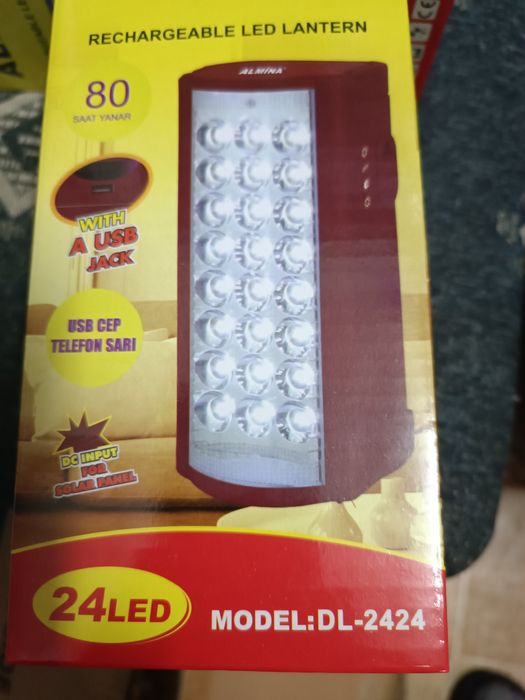 RECHARGEABLE LED LANTERN
ALMINA
80
SAAT YANAR
WITH
A USB
JACK
USB CEP
TELEFON SARI
DC INPUT
FOR
SOLAR PANEL
24LED
MODEL:DL-2424